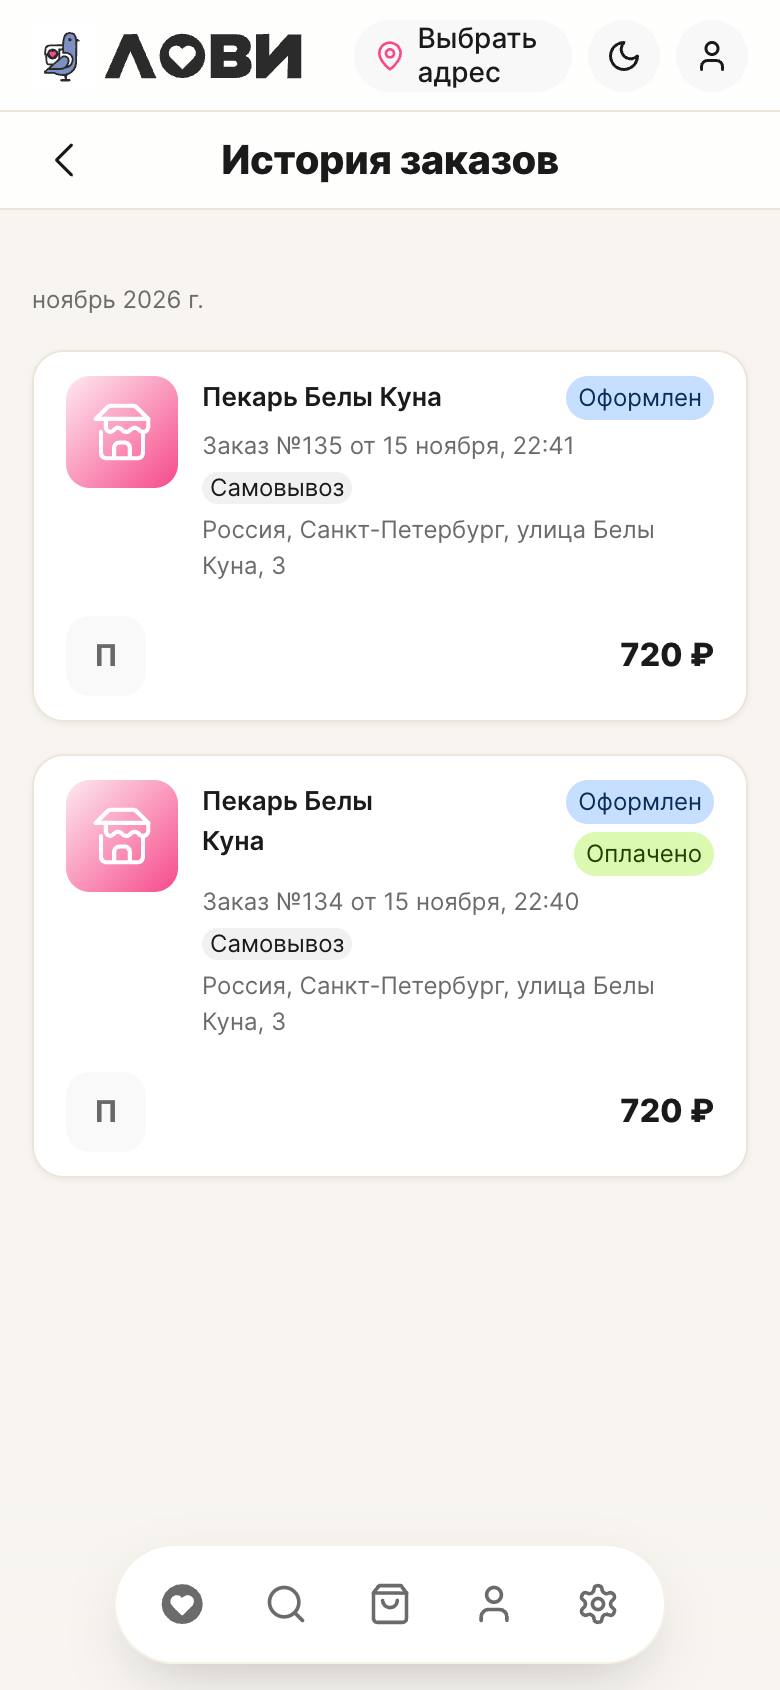 ЛОВИ
Выбрать
адрес
История заказов
ноябрь 2026 г.
Пекарь Белы Куна
Оформлен
Заказ №135 от 15 ноября, 22:41
Самовывоз
Россия, Санкт-Петербург, улица Белы
Куна, 3
П
720 ₽
Пекарь Белы
Куна
Оформлен
Оплачено
Заказ №134 от 15 ноября, 22:40
Самовывоз
Россия, Санкт-Петербург, улица Белы
Куна, 3
П
720 ₽